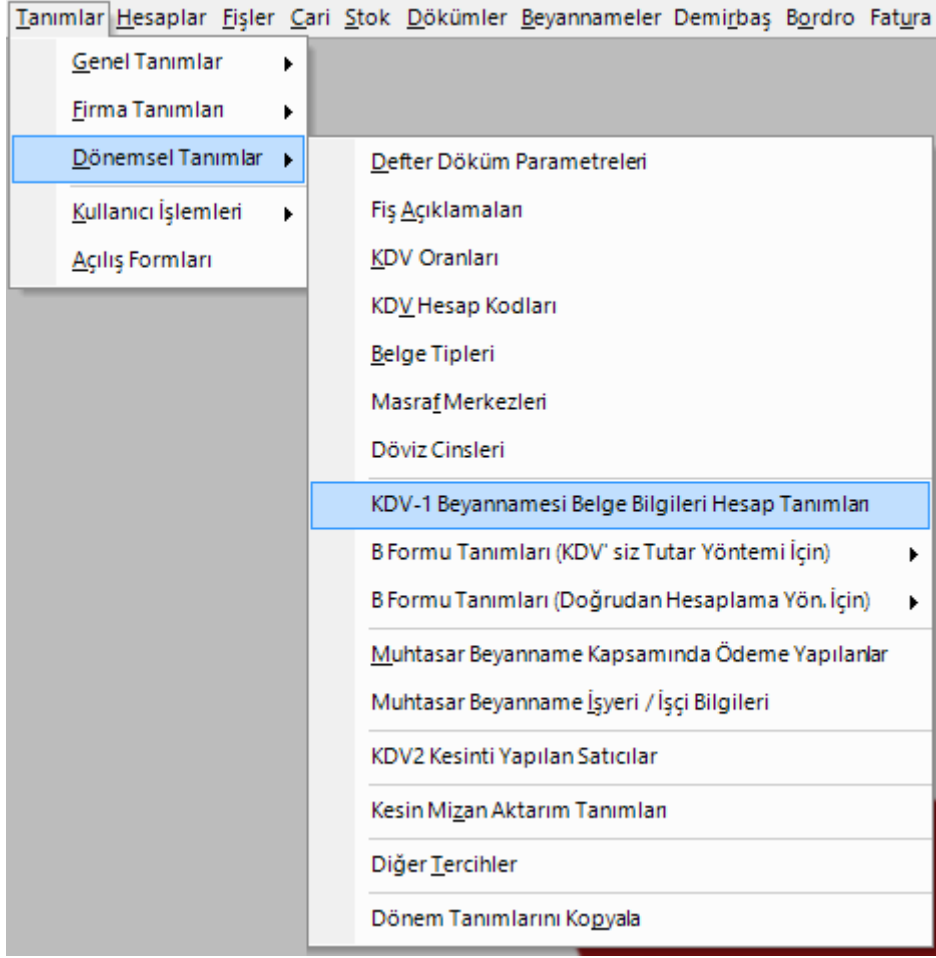 Tanımlar Hesaplar Fişler Cari Stok Dökümler Beyannameler Demirbaş Bordro Fatura
Genel Tanımlar
Firma Tanımları
Dönemsel Tanımlar
Kullanıcı İşlemleri
Açılış Formları
Defter Döküm Parametreleri
Fiş Açıklamaları
KDV Oranları
KDV Hesap Kodları
Belge Tipleri
Masraf Merkezleri
Döviz Cinsleri
KDV-1 Beyannamesi Belge Bilgileri Hesap Tanımları
B Formu Tanımları (KDV' siz Tutar Yöntemi İçin)
B Formu Tanımları (Doğrudan Hesaplama Yön. İçin)
Muhtasar Beyanname Kapsamında Ödeme Yapılanlar
Muhtasar Beyanname İşyeri / İşçi Bilgileri
KDV2 Kesinti Yapılan Satıcılar
Kesin Mizan Aktarım Tanımları
Diğer Tercihler
Dönem Tanımlarını Kopyala